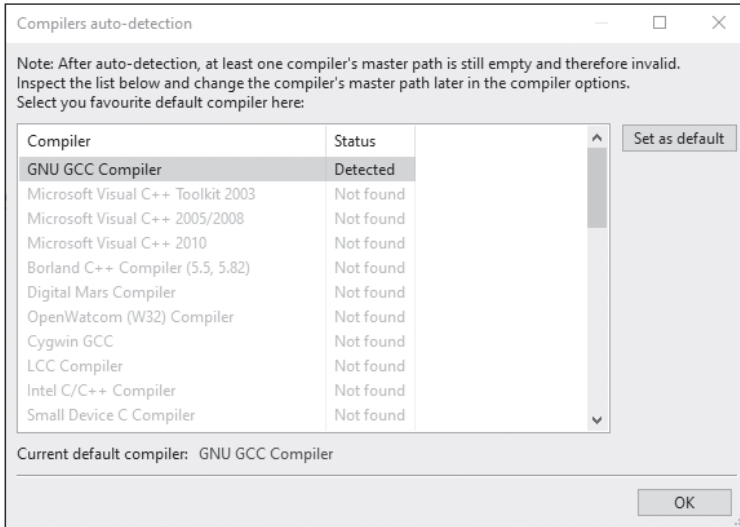 Compilers auto-detection
Note: After auto-detection, at least one compiler's master path is still empty and therefore invalid.
Inspect the list below and change the compiler's master path later in the compiler options.
Select you favourite default compiler here:
Compiler Status
Set as default
GNU GCC Compiler Detected
Microsoft Visual C++ Toolkit 2003 Not found
Microsoft Visual C++ 2005/2008 Not found
Microsoft Visual C++ 2010 Not found
Borland C++ Compiler (5.5, 5.82) Not found
Digital Mars Compiler Not found
OpenWatcom (W32) Compiler Not found
Cygwin GCC Not found
LCC Compiler Not found
Intel C/C++ Compiler Not found
Small Device C Compiler Not found
Current default compiler: GNU GCC Compiler
OK